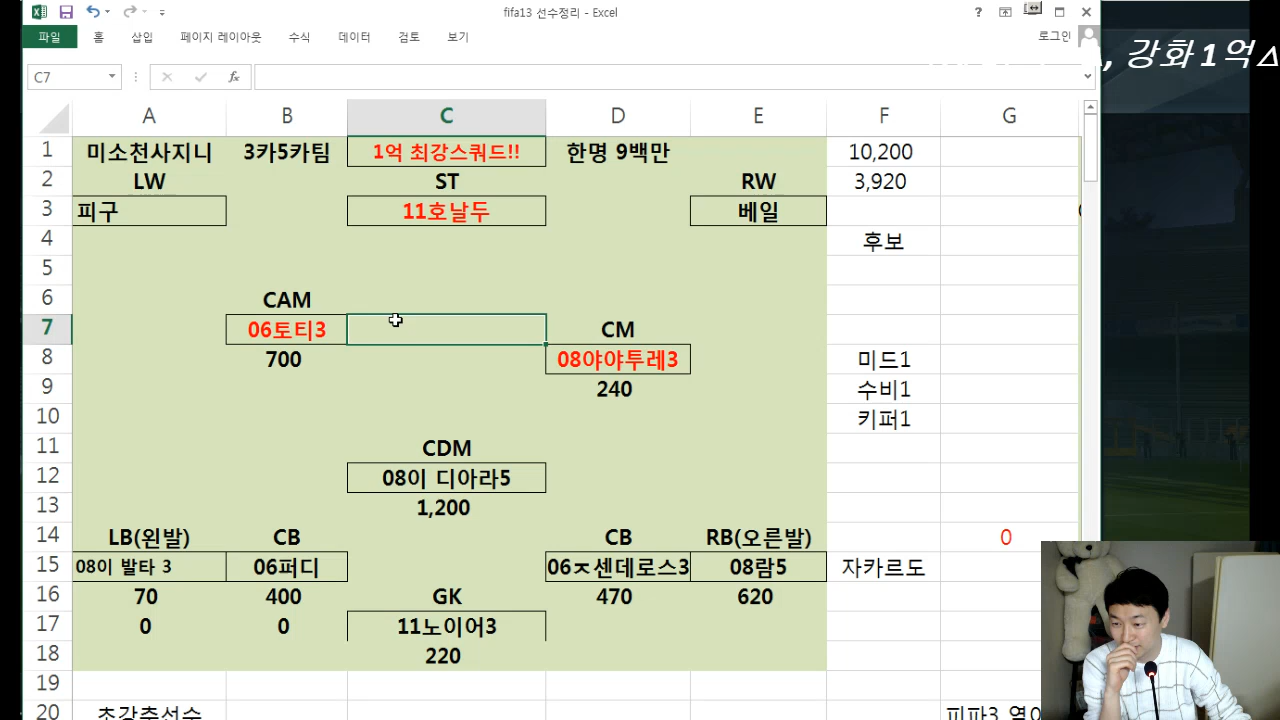 fifa13 선수정리 - Excel
파일 홈 삽입 페이지 레이아웃 수식 데이터 검토 보기 로그인
, 강화 1억
C7 fx
A B C D E F G
1 미소천사지니 3카5카팀 1억 최강스쿼드!! 한명 9백만 10,200
2 LW ST RW 3,920
3 피구 11호날두 베일
4 후보
5
6 CAM
7 06토티3 CM
8 700 08야야투레3 미드1
9 240 수비1
10 키퍼1
11 CDM
12 08이 디아라5
13 1,200
14 LB(왼발) CB CB RB(오른발) 0
15 08이 발타 3 06퍼디 06ㅈ센데로스3 08람5 자카르도
16 70 400 GK 470 620
17 0 0 11노이어3
18 220
19
20 초강추선수 피파3